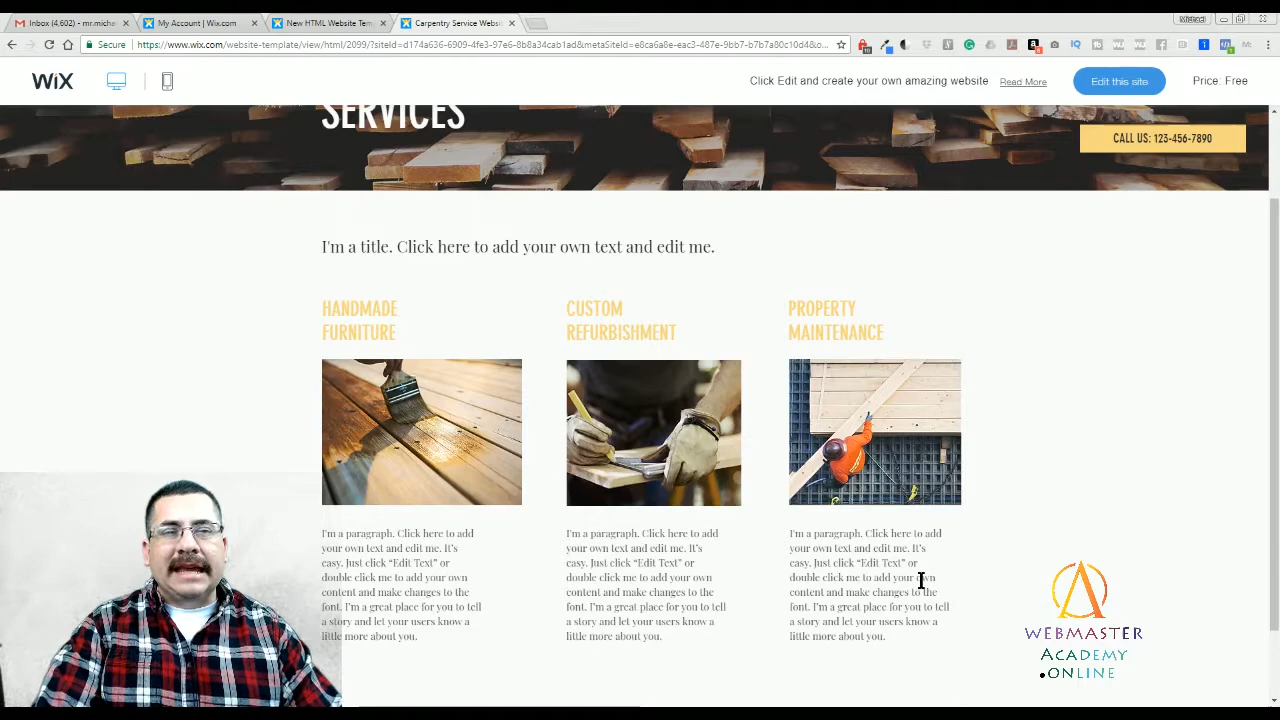 Inbox (4,602) - mr.micha
My Account | Wix.com
New HTML Website Tem
Carpentry Service Websi
Michael
Secure
https://www.wix.com/website-template/view/html/2099/?siteId=d174a636-6909-4fe3-97e6-8b8a34cab1ad&metaSiteId=e8ca6a8e-eac3-487e-9bb7-b7b7a80c10d4&o...
WiX
Click Edit and create your own amazing website
Read More
Edit this site
Price: Free
SERVICES
CALL US: 123-456-7890
I'm a title. Click here to add your own text and edit me.
HANDMADE
FURNITURE
I'm a paragraph. Click here to add
your own text and edit me. It's
easy. Just click “Edit Text” or
double click me to add your own
content and make changes to the
font. I'm a great place for you to tell
a story and let your users know a
little more about you.
CUSTOM
REFURBISHMENT
I'm a paragraph. Click here to add
your own text and edit me. It's
easy. Just click “Edit Text” or
double click me to add your own
content and make changes to the
font. I'm a great place for you to tell
a story and let your users know a
little more about you.
PROPERTY
MAINTENANCE
I'm a paragraph. Click here to add
your own text and edit me. It's
easy. Just click “Edit Text” or
double click me to add your own
content and make changes to the
font. I'm a great place for you to tell
a story and let your users know a
little more about you.
WEBMASTER
ACADEMY
.ONLINE